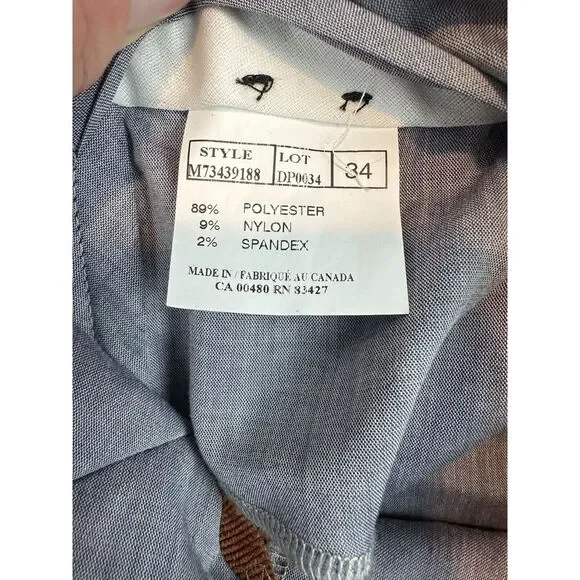 STYLE LOT 34
M73439188 DP0034
89% POLYESTER
9% NYLON
2% SPANDEX
MADE IN / FABRIQUÉ AU CANADA
CA 00480 RN 83427